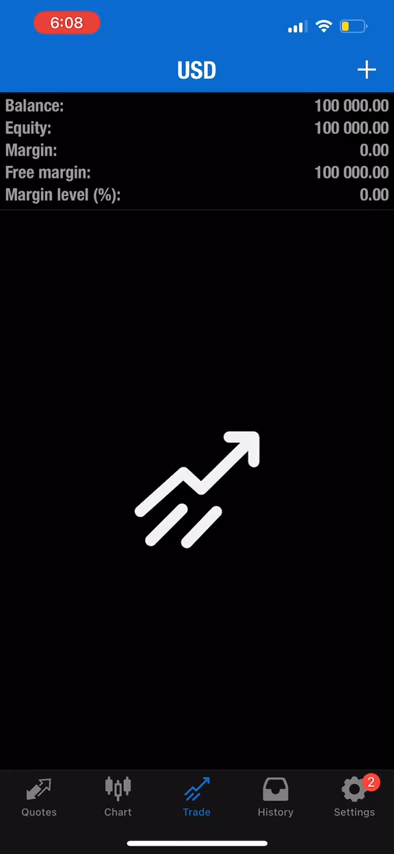 6:08
USD
Balance: 100 000.00
Equity: 100 000.00
Margin: 0.00
Free margin: 100 000.00
Margin level (%): 0.00
2
Quotes Chart Trade History Settings